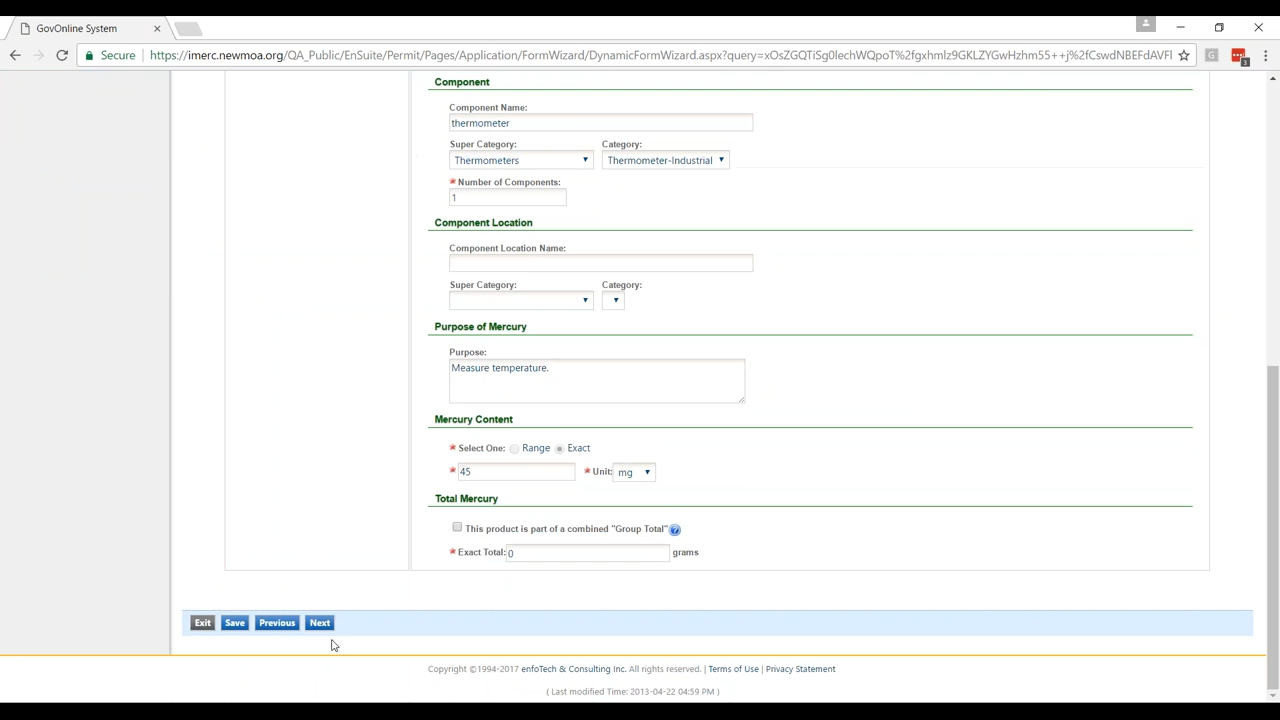 GovOnline System
Secure https://imerc.newmoa.org/QA_Public/EnSuite/Permit/Pages/Application/FormWizard/DynamicFormWizard.aspx?query=xOsZGQTiSg0lechWQpoT%2fgxhmlz9GKLZYGwHzhm55++j%2fCswdNBEFdAVFl
G
3
Component
Component Name:
thermometer
Super Category: Category:
Thermometers Thermometer-Industrial
* Number of Components:
1
Component Location
Component Location Name:
Super Category: Category:
Purpose of Mercury
Purpose:
Measure temperature.
Mercury Content
* Select One: Range Exact
* 45 * Unit: mg
Total Mercury
This product is part of a combined "Group Total" ?
* Exact Total: 0 grams
Exit Save Previous Next
Copyright ©1994-2017 enfoTech & Consulting Inc. All rights reserved. | Terms of Use | Privacy Statement
( Last modified Time: 2013-04-22 04:59 PM )